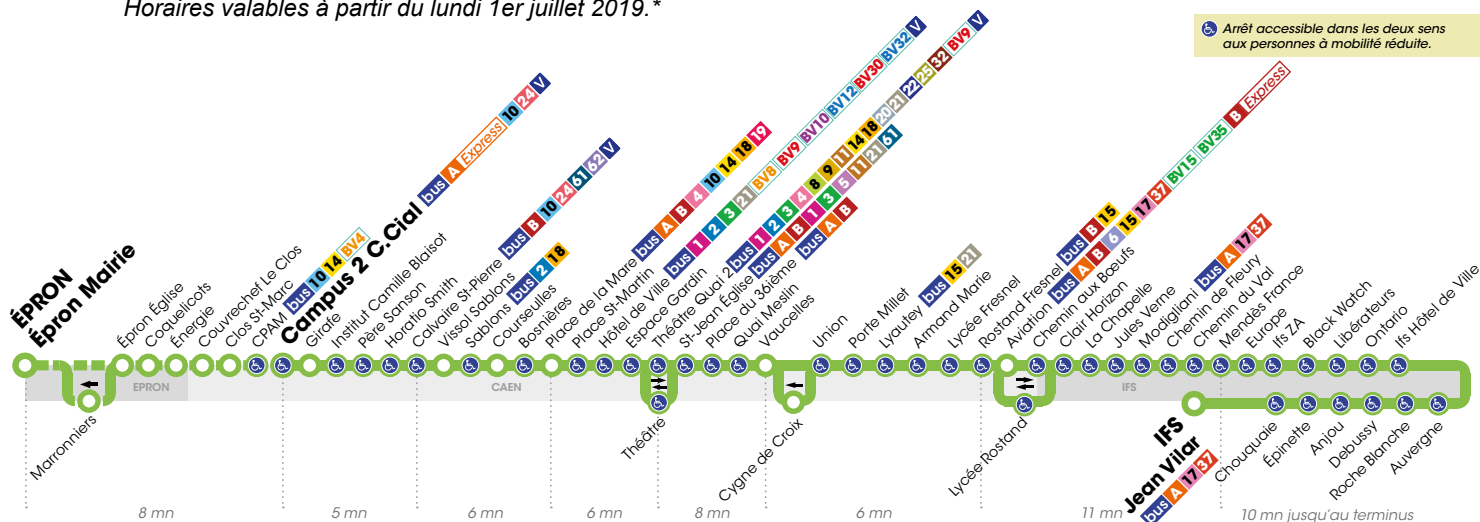 Horaires valables à partir du lundi 1er juillet 2019.*
Arrêt accessible dans les deux sens
aux personnes à mobilité réduite.
ÉPRON
Épron Mairie
Épron Église
Coquelicots
Énergie
Couvrechef Le Clos
Clos St-Marc
CPAM bus 10 14 BV4
Campus 2 C.Cial bus A Express 10 24 V
Girafe
Institut Camille Blaisot
Père Sanson
Horatio Smith
Calvaire St-Pierre bus B 10 24 61 62 V
Vissol Sablons
Sablons bus 2 18
Courseulles
Bosnières
Place de la Mare bus A B 4 10 14 18 19
Place St-Martin
Hôtel de Ville bus 1 2 3 21 BV8 BV9 BV10 BV12 BV30 BV32 V
Espace Gardin
Théâtre Quai 2 bus 1 2 3 4 8 9 11 14 18 20 21 22 25 32 BV9 V
St-Jean Église bus A B 1 3 5 11 21 61
Place du 36ième bus A B
Quai Meslin
Vaucelles
Union
Porte Millet
Lyautey bus 15 21
Armand Marie
Lycée Fresnel
Rostand Fresnel bus B 15
Aviation bus A B 6 15 17 37 BV15 BV35 B Express
Chemin aux Bœufs
Clair Horizon
La Chapelle
Jules Verne
Modigliani bus A 17 37
Chemin de Fleury
Chemin du Val
Mendès France
Europe
Ifs ZA
Black Watch
Libérateurs
Ontario
Ifs Hôtel de Ville
EPRON
CAEN
IFS
Marronniers
Théâtre
Cygne de Croix
Lycée Rostand
IFS
Jean Vilar
bus A 17 37
Chouquaie
Épinette
Anjou
Debussy
Roche Blanche
Auvergne
8 mn
5 mn
6 mn
6 mn
8 mn
6 mn
11 mn
10 mn jusqu'au terminus